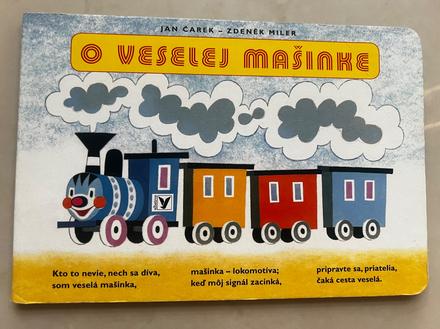 JAN ČAREK – ZDENĚK MILER
O VESELEJ MAŠINKE
Kto to nevie, nech sa díva,
som veselá mašinka,
mašinka – lokomotíva;
keď môj signál zacinká,
pripravte sa, priatelia,
čaká cesta veselá.